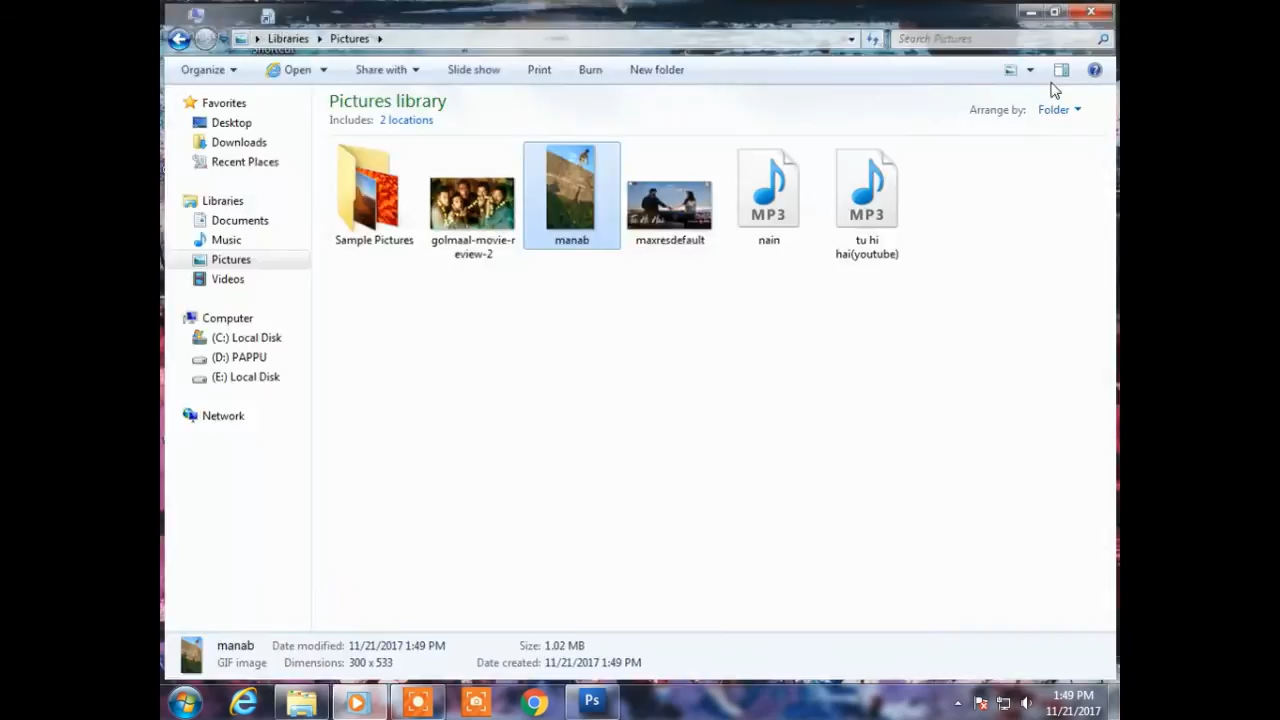 Shortcut
Libraries Pictures
Search Pictures
Organize Open Share with Slide show Print Burn New folder
Pictures library
Includes: 2 locations
Arrange by: Folder
Favorites
Desktop
Downloads
Recent Places
Libraries
Documents
Music
Pictures
Videos
Computer
(C:) Local Disk
(D:) PAPPU
(E:) Local Disk
Network
MP3
MP3
Sample Pictures
golmaal-movie-r
eview-2
manab
maxresdefault
nain
tu hi
hai(youtube)
manab Date modified: 11/21/2017 1:49 PM Size: 1.02 MB
GIF image Dimensions: 300 x 533 Date created: 11/21/2017 1:49 PM
Ps
1:49 PM
11/21/2017